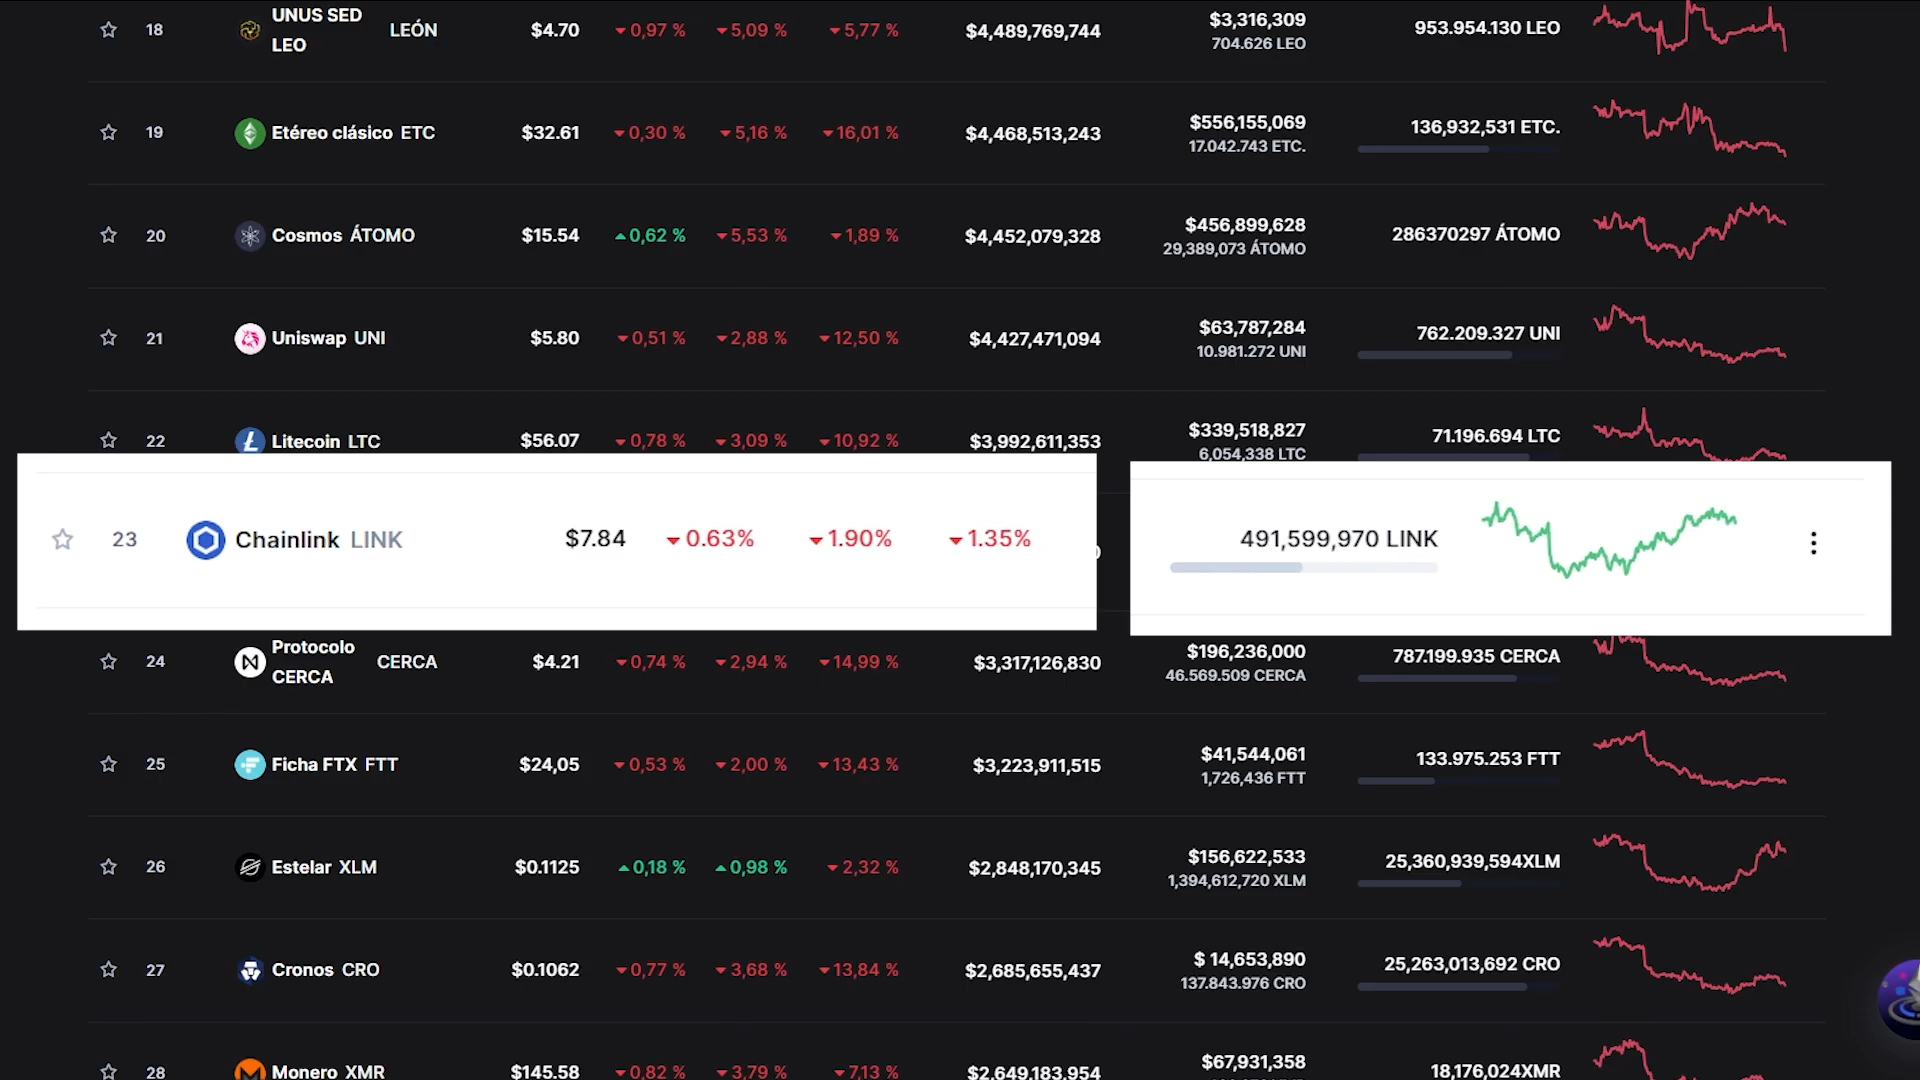 18 UNUS SED LEO LEÓN $4.70 0,97 % 5,09 % 5,77 % $4,489,769,744 $3,316,309 953.954.130 LEO
704.626 LEO
19 Etéreo clásico ETC $32.61 0,30 % 5,16 % 16,01 % $4,468,513,243 $556,155,069 136,932,531 ETC.
17.042.743 ETC.
20 Cosmos ÁTOMO $15.54 0,62 % 5,53 % 1,89 % $4,452,079,328 $456,899,628 286370297 ÁTOMO
29,389,073 ÁTOMO
21 Uniswap UNI $5.80 0,51 % 2,88 % 12,50 % $4,427,471,094 $63,787,284 762.209.327 UNI
10.981.272 UNI
22 Litecoin LTC $56.07 0,78 % 3,09 % 10,92 % $3,992,611,353 $339,518,827 71.196.694 LTC
6,054,338 LTC
23 Chainlink LINK $7.84 0.63% 1.90% 1.35% 491,599,970 LINK
24 Protocolo CERCA CERCA $4.21 0,74 % 2,94 % 14,99 % $3,317,126,830 $196,236,000 787.199.935 CERCA
46.569.509 CERCA
25 Ficha FTX FTT $24,05 0,53 % 2,00 % 13,43 % $3,223,911,515 $41,544,061 133.975.253 FTT
1,726,436 FTT
26 Estelar XLM $0.1125 0,18 % 0,98 % 2,32 % $2,848,170,345 $156,622,533 25,360,939,594XLM
1,394,612,720 XLM
27 Cronos CRO $0.1062 0,77 % 3,68 % 13,84 % $2,685,655,437 $ 14,653,890 25,263,013,692 CRO
137.843.976 CRO
28 Monero XMR $145.58 0,82 % 3,79 % 7,13 % $2,649,183,954 $67,931,358 18,176,024XMR